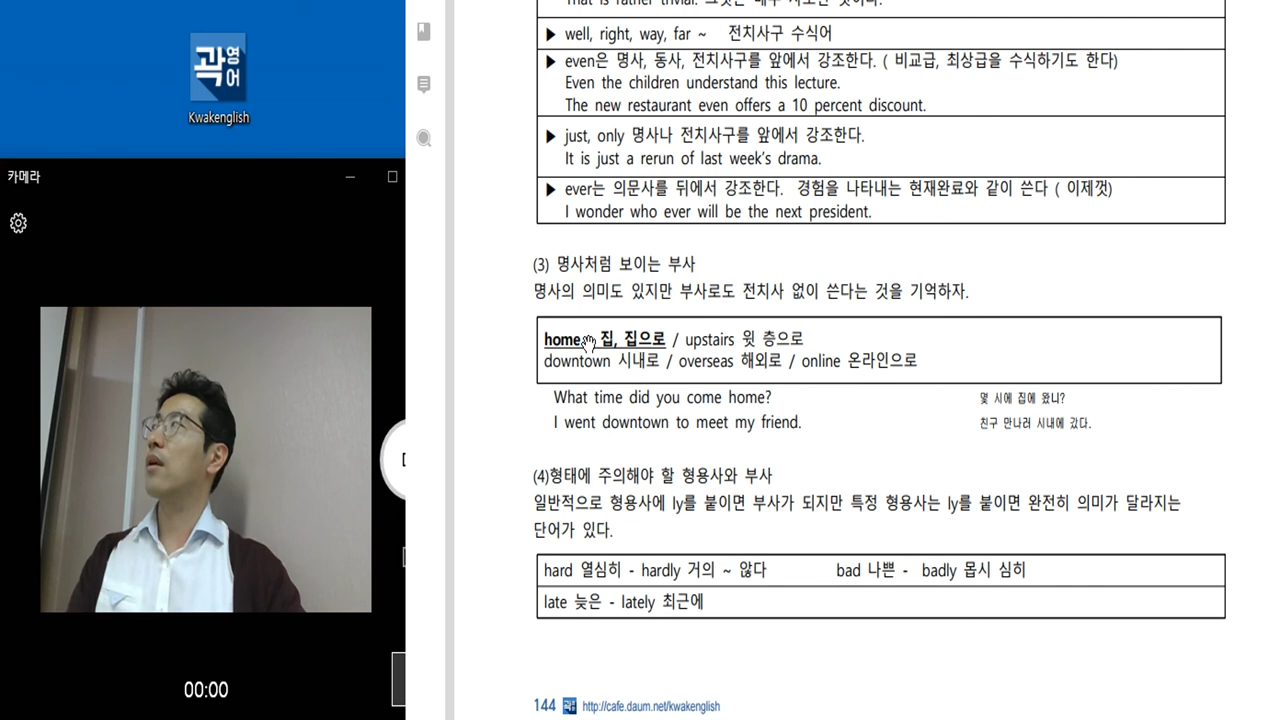 곽영어
Kwakenglish
카메라
00:00
▶ well, right, way, far ~ 전치사구 수식어
▶ even은 명사, 동사, 전치사구를 앞에서 강조한다. ( 비교급, 최상급을 수식하기도 한다)
Even the children understand this lecture.
The new restaurant even offers a 10 percent discount.
▶ just, only 명사나 전치사구를 앞에서 강조한다.
It is just a rerun of last week's drama.
▶ ever는 의문사를 뒤에서 강조한다. 경험을 나타내는 현재완료와 같이 쓴다 ( 이제껏)
I wonder who ever will be the next president.
(3) 명사처럼 보이는 부사
명사의 의미도 있지만 부사로도 전치사 없이 쓴다는 것을 기억하자.
home 집, 집으로 / upstairs 윗 층으로
downtown 시내로 / overseas 해외로 / online 온라인으로
What time did you come home? 몇 시에 집에 왔니?
I went downtown to meet my friend. 친구 만나러 시내에 갔다.
(4)형태에 주의해야 할 형용사와 부사
일반적으로 형용사에 ly를 붙이면 부사가 되지만 특정 형용사는 ly를 붙이면 완전히 의미가 달라지는
단어가 있다.
hard 열심히 - hardly 거의 ~ 않다 bad 나쁜 - badly 몹시 심히
late 늦은 - lately 최근에
144 곽영어 http://cafe.daum.net/kwakenglish